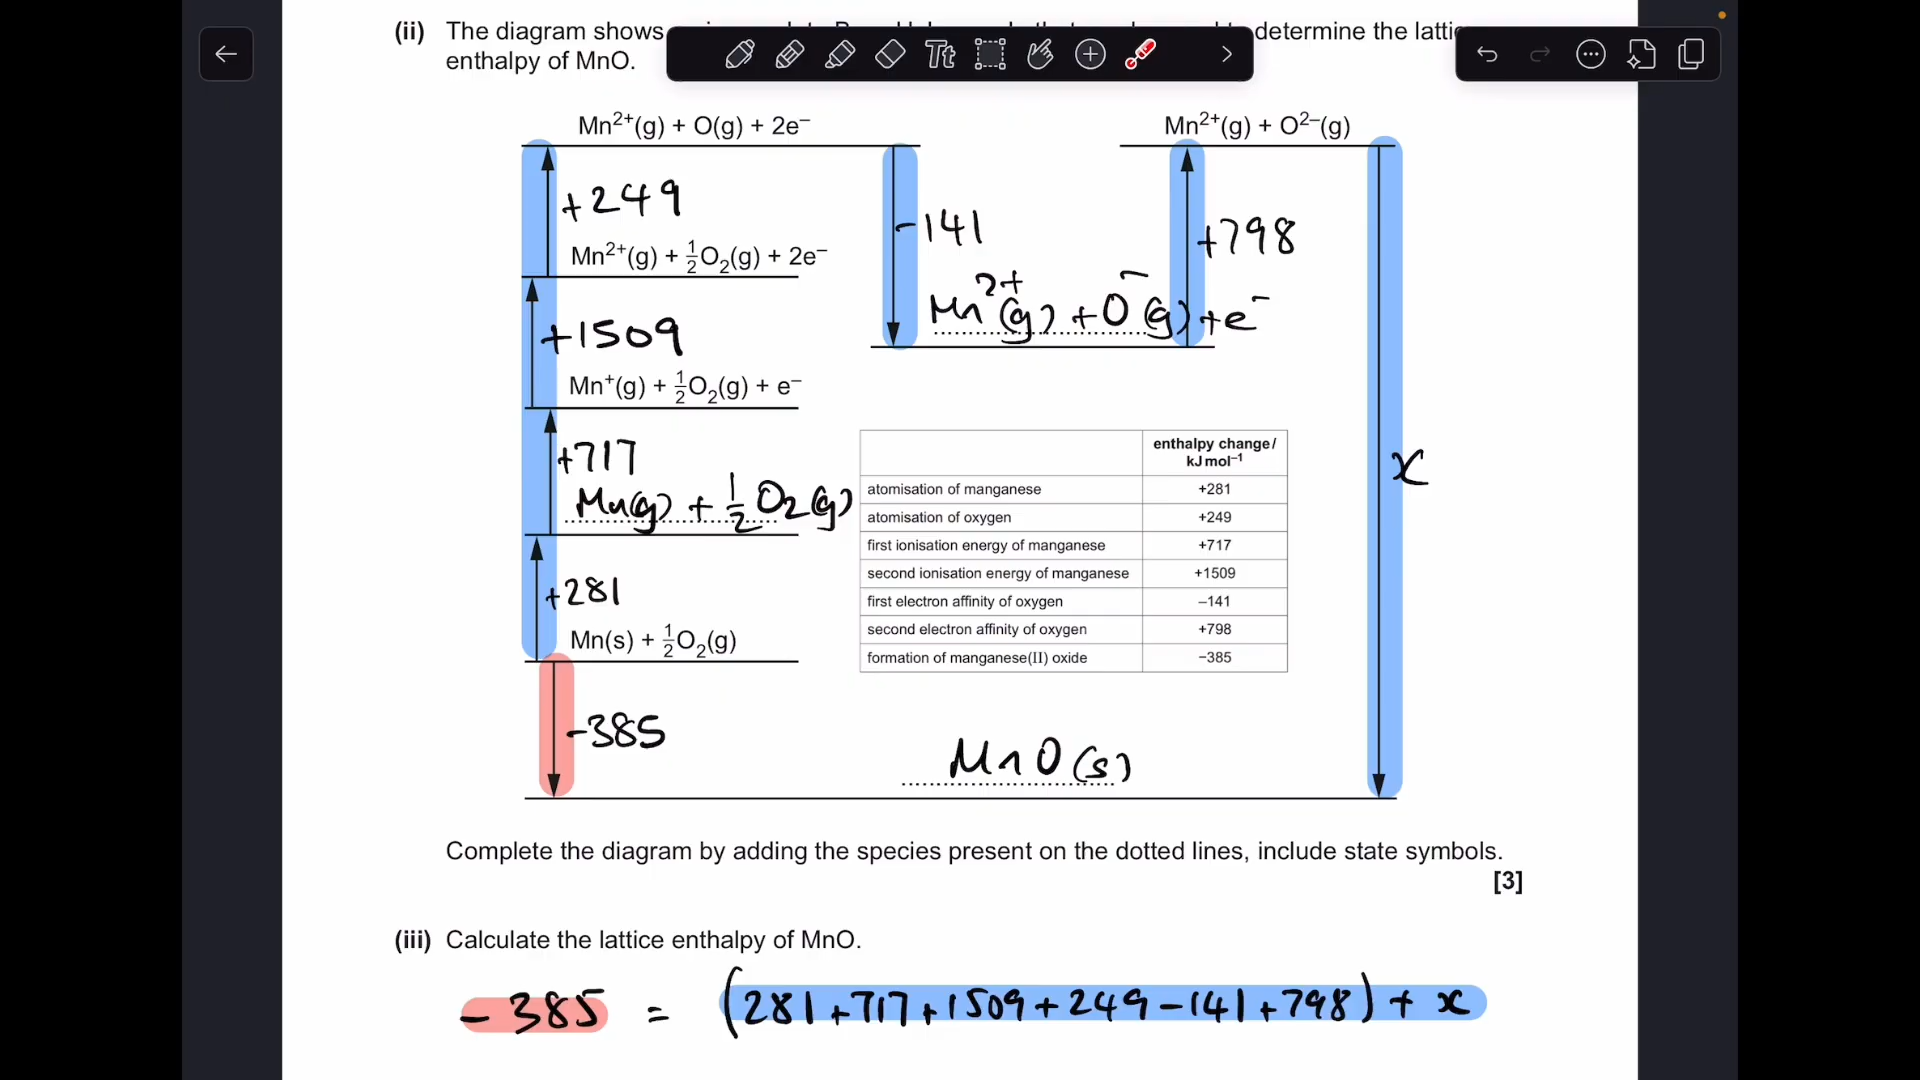 (ii) The diagram shows determine the
enthalpy of MnO.
Tt
Mn²⁺(g) + O(g) + 2e⁻
Mn²⁺(g) + O²⁻(g)
+249
-141
+798
Mn²⁺(g) + ½O₂(g) + 2e⁻
Mn²⁺(g) + O⁻(g) + e⁻
+1509
Mn⁺(g) + ½O₂(g) + e⁻
+717
x
Mn(g) + ½O₂(g)
+281
Mn(s) + ½O₂(g)
enthalpy change/
kJ mol⁻¹
atomisation of manganese +281
atomisation of oxygen +249
first ionisation energy of manganese +717
second ionisation energy of manganese +1509
first electron affinity of oxygen –141
second electron affinity of oxygen +798
formation of manganese(II) oxide –385
-385
MnO(s)
Complete the diagram by adding the species present on the dotted lines, include state symbols.
[3]
(iii) Calculate the lattice enthalpy of MnO.
- 385 = (281+717+1509+249-141+798) + x